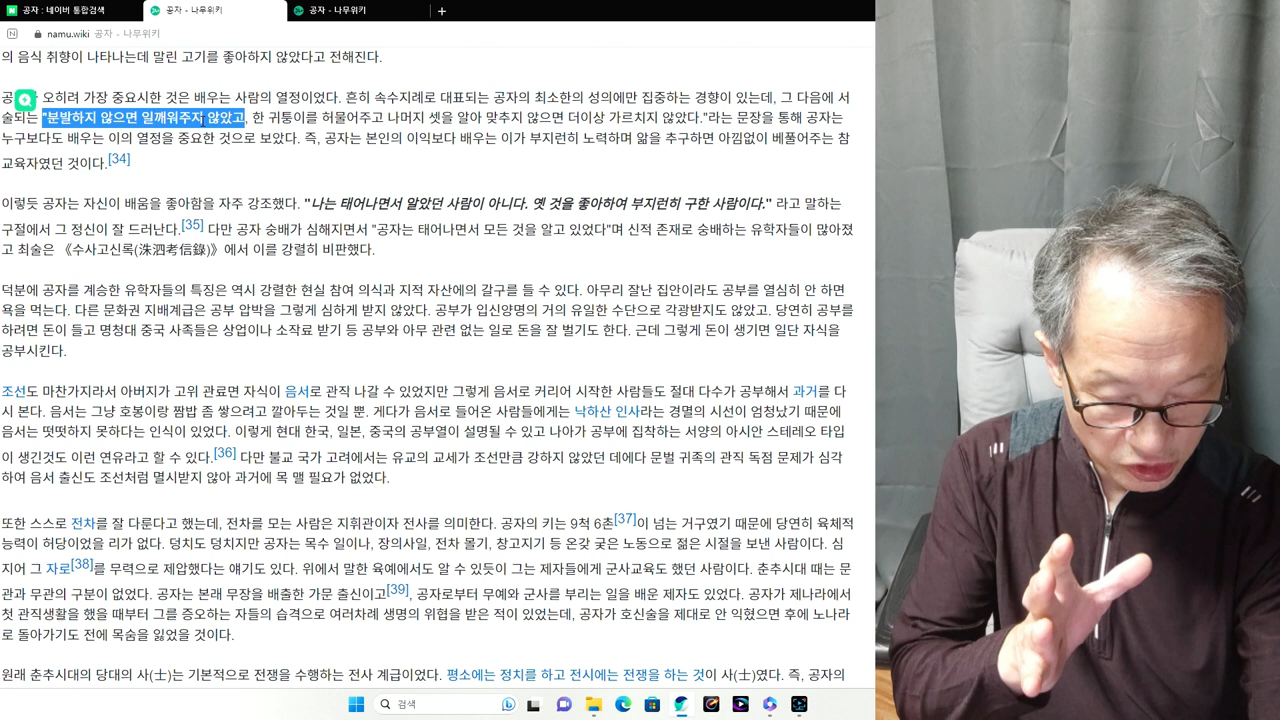 공자 : 네이버 통합검색
공자 - 나무위키
공자 - 나무위키
namu.wiki 공자 - 나무위키
의 음식 취향이 나타나는데 말린 고기를 좋아하지 않았다고 전해진다.
오히려 가장 중요시한 것은 배우는 사람의 열정이었다. 흔히 속수지례로 대표되는 공자의 최소한의 성의에만 집중하는 경향이 있는데, 그 다음에 서
술되는 "분발하지 않으면 일깨워주지 않았고, 한 귀퉁이를 허물어주고 나머지 셋을 알아 맞추지 않으면 더이상 가르치지 않았다."라는 문장을 통해 공자는
누구보다도 배우는 이의 열정을 중요한 것으로 보았다. 즉, 공자는 본인의 이익보다 배우는 이가 부지런히 노력하며 앎을 추구하면 아낌없이 베풀어주는 참
교육자였던 것이다.[34]
이렇듯 공자는 자신이 배움을 좋아함을 자주 강조했다. "나는 태어나면서 알았던 사람이 아니다. 옛 것을 좋아하여 부지런히 구한 사람이다." 라고 말하는
구절에서 그 정신이 잘 드러난다.[35] 다만 공자 숭배가 심해지면서 "공자는 태어나면서 모든 것을 알고 있었다"며 신적 존재로 숭배하는 유학자들이 많아졌
고 최술은 《수사고신록(洙泗考信錄)》에서 이를 강렬히 비판했다.
덕분에 공자를 계승한 유학자들의 특징은 역시 강렬한 현실 참여 의식과 지적 자산에의 갈구를 들 수 있다. 아무리 잘난 집안이라도 공부를 열심히 안 하면
욕을 먹는다. 다른 문화권 지배계급은 공부 압박을 그렇게 심하게 받지 않았다. 공부가 입신양명의 거의 유일한 수단으로 각광받지도 않았고. 당연히 공부를
하려면 돈이 들고 명청대 중국 사족들은 상업이나 소작료 받기 등 공부와 아무 관련 없는 일로 돈을 잘 벌기도 한다. 근데 그렇게 돈이 생기면 일단 자식을
공부시킨다.
조선도 마찬가지라서 아버지가 고위 관료면 자식이 음서로 관직 나갈 수 있었지만 그렇게 음서로 커리어 시작한 사람들도 절대 다수가 공부해서 과거를 다
시 본다. 음서는 그냥 호봉이랑 짬밥 좀 쌓으려고 깔아두는 것일 뿐. 게다가 음서로 들어온 사람들에게는 낙하산 인사라는 경멸의 시선이 엄청났기 때문에
음서는 떳떳하지 못하다는 인식이 있었다. 이렇게 현대 한국, 일본, 중국의 공부열이 설명될 수 있고 나아가 공부에 집착하는 서양의 아시안 스테레오 타입
이 생긴것도 이런 연유라고 할 수 있다.[36] 다만 불교 국가 고려에서는 유교의 교세가 조선만큼 강하지 않았던 데에다 문벌 귀족의 관직 독점 문제가 심각
하여 음서 출신도 조선처럼 멸시받지 않아 과거에 목 맬 필요가 없었다.
또한 스스로 전차를 잘 다룬다고 했는데, 전차를 모는 사람은 지휘관이자 전사를 의미한다. 공자의 키는 9척 6촌[37]이 넘는 거구였기 때문에 당연히 육체적
능력이 허당이었을 리가 없다. 덩치도 덩치지만 공자는 목수 일이나, 장의사일, 전차 몰기, 창고지기 등 온갖 궂은 노동으로 젊은 시절을 보낸 사람이다. 심
지어 그 자로[38]를 무력으로 제압했다는 얘기도 있다. 위에서 말한 육예에서도 알 수 있듯이 그는 제자들에게 군사교육도 했던 사람이다. 춘추시대 때는 문
관과 무관의 구분이 없었다. 공자는 본래 무장을 배출한 가문 출신이고[39], 공자로부터 무예와 군사를 부리는 일을 배운 제자도 있었다. 공자가 제나라에서
첫 관직생활을 했을 때부터 그를 증오하는 자들의 습격으로 여러차례 생명의 위협을 받은 적이 있었는데, 공자가 호신술을 제대로 안 익혔으면 후에 노나라
로 돌아가기도 전에 목숨을 잃었을 것이다.
원래 춘추시대의 당대의 사(士)는 기본적으로 전쟁을 수행하는 전사 계급이었다. 평소에는 정치를 하고 전시에는 전쟁을 하는 것이 사(士)였다. 즉, 공자의
검색